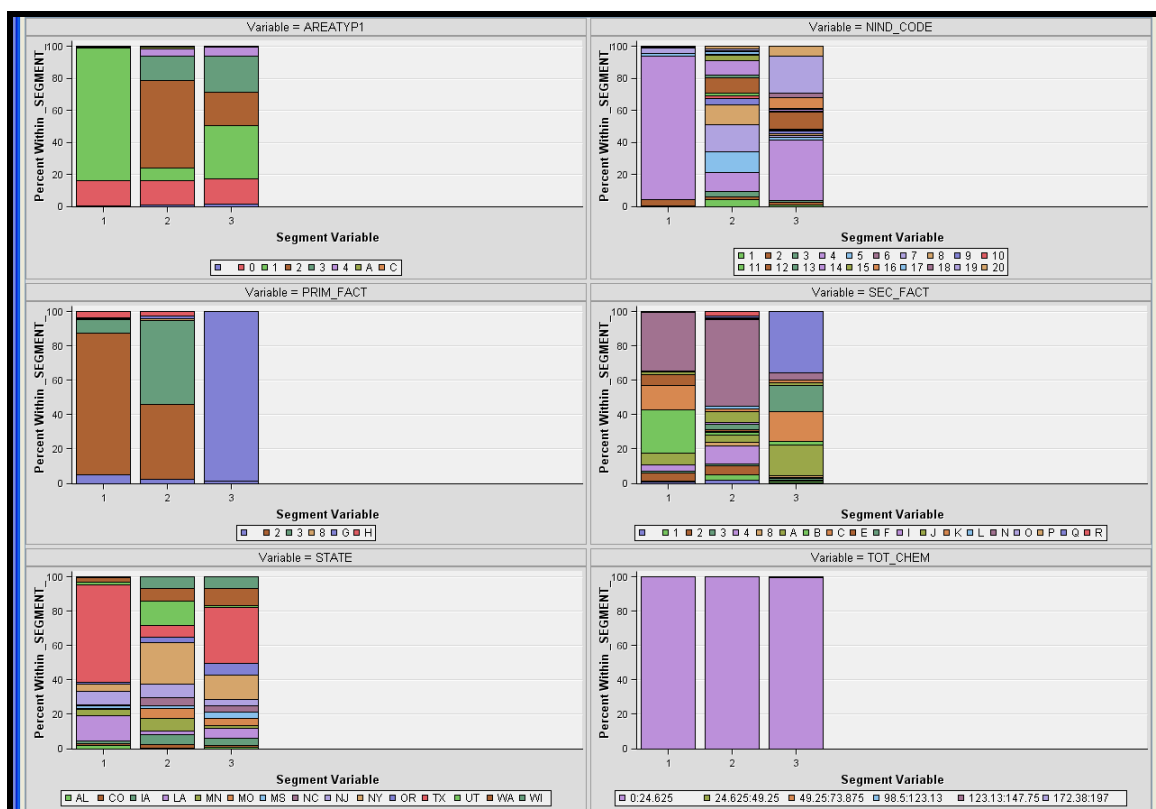 Variable = AREATYP1
Percent Within _SEGMENT_
100
80
60
40
20
0
1 2 3
Segment Variable
0 1 2 3 4 A C
Variable = NIND_CODE
Percent Within _SEGMENT_
100
80
60
40
20
0
1 2 3
Segment Variable
1 2 3 4 5 6 7 8 9 10
11 12 13 14 15 16 17 18 19 20
Variable = PRIM_FACT
Percent Within _SEGMENT_
100
80
60
40
20
0
1 2 3
Segment Variable
2 3 8 G H
Variable = SEC_FACT
Percent Within _SEGMENT_
100
80
60
40
20
0
1 2 3
Segment Variable
1 2 3 4 8 A B C E F I J K L N O P Q R
Variable = STATE
Percent Within _SEGMENT_
100
80
60
40
20
0
1 2 3
Segment Variable
AL CO IA LA MN MO MS NC NJ NY OR TX UT WA WI
Variable = TOT_CHEM
Percent Within _SEGMENT_
100
80
60
40
20
0
1 2 3
Segment Variable
0:24.625 24.625:49.25 49.25:73.875 98.5:123.13 123.13:147.75 172.38:197